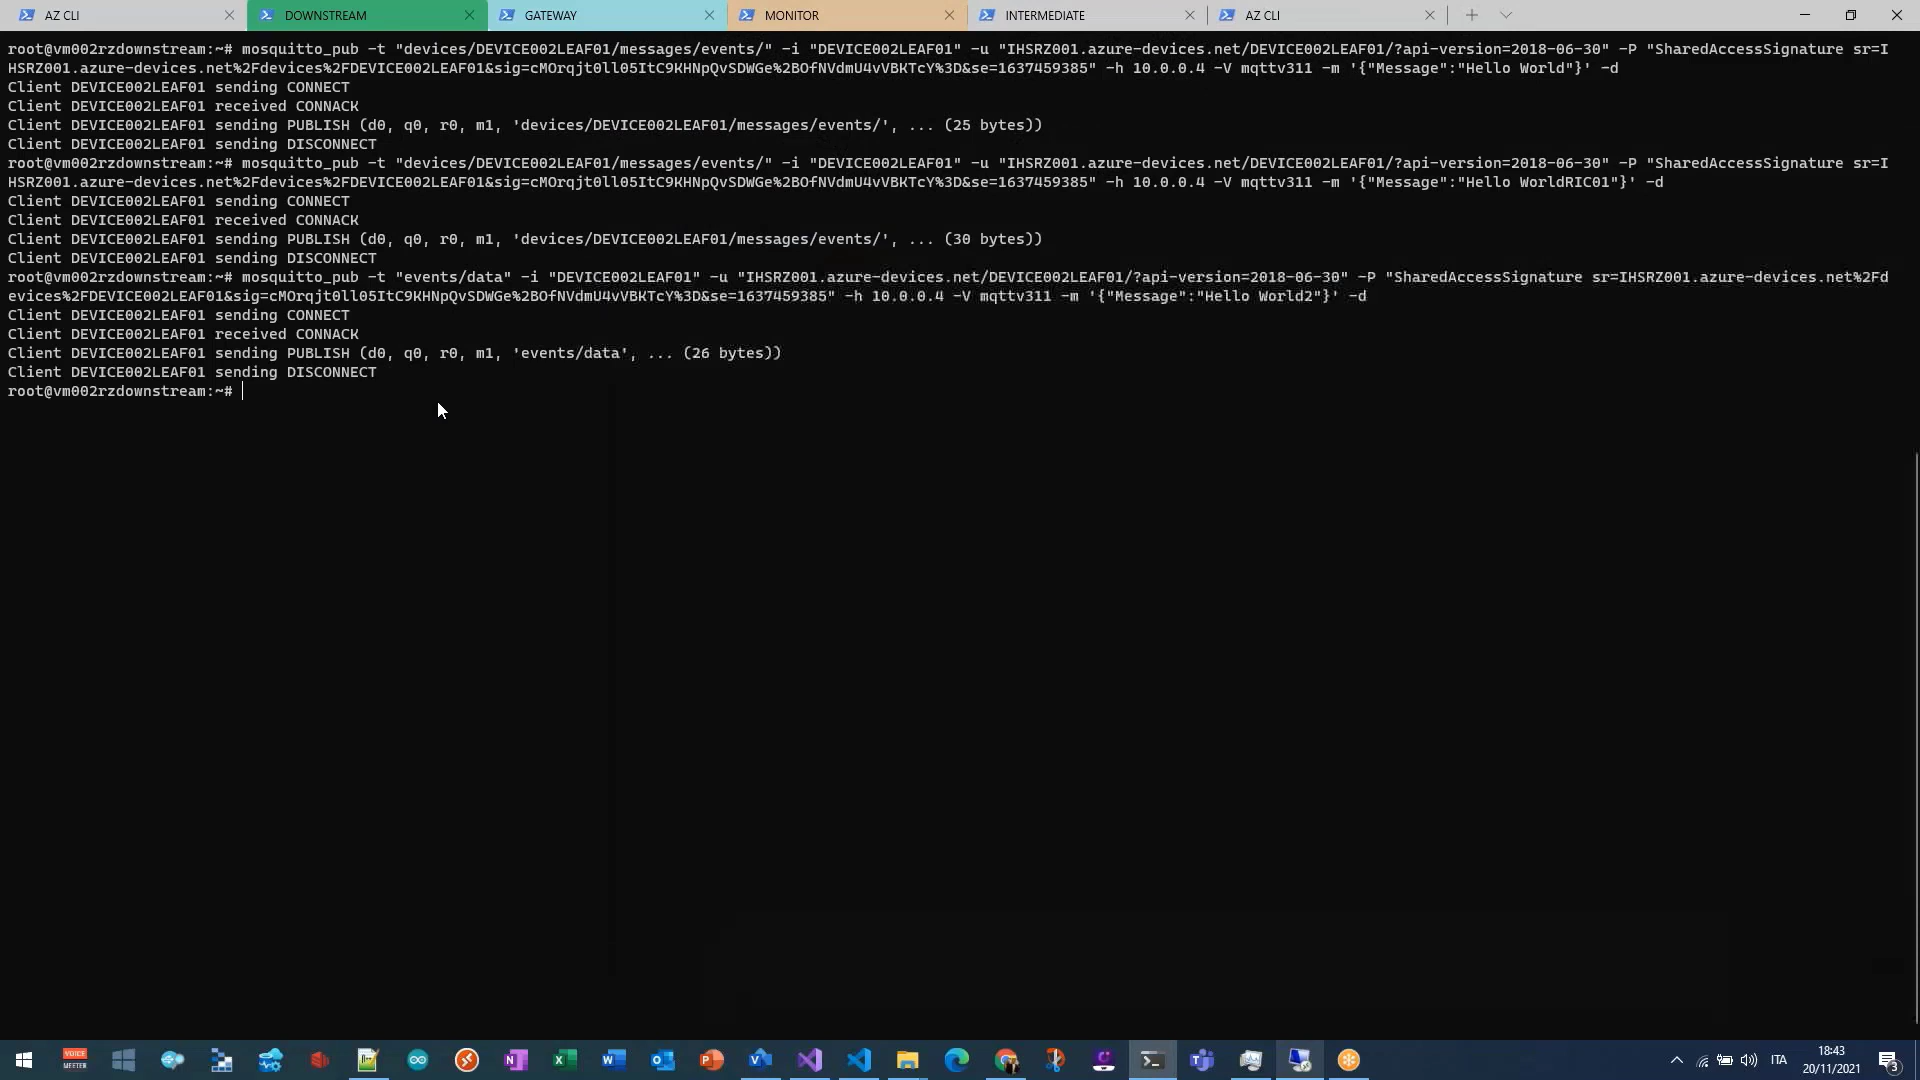 AZ CLI
DOWNSTREAM
GATEWAY
MONITOR
INTERMEDIATE
AZ CLI
root@vm002rzdownstream:~# mosquitto_pub -t "devices/DEVICE002LEAF01/messages/events/" -i "DEVICE002LEAF01" -u "IHSRZ001.azure-devices.net/DEVICE002LEAF01/?api-version=2018-06-30" -P "SharedAccessSignature sr=I
HSRZ001.azure-devices.net%2Fdevices%2FDEVICE002LEAF01&sig=cMOrqjt0ll05ItC9KHNpQvSDWGe%2BOfNVdmU4vVBKTcY%3D&se=1637459385" -h 10.0.0.4 -V mqttv311 -m '{"Message":"Hello World"}' -d
Client DEVICE002LEAF01 sending CONNECT
Client DEVICE002LEAF01 received CONNACK
Client DEVICE002LEAF01 sending PUBLISH (d0, q0, r0, m1, 'devices/DEVICE002LEAF01/messages/events/', ... (25 bytes))
Client DEVICE002LEAF01 sending DISCONNECT
root@vm002rzdownstream:~# mosquitto_pub -t "devices/DEVICE002LEAF01/messages/events/" -i "DEVICE002LEAF01" -u "IHSRZ001.azure-devices.net/DEVICE002LEAF01/?api-version=2018-06-30" -P "SharedAccessSignature sr=I
HSRZ001.azure-devices.net%2Fdevices%2FDEVICE002LEAF01&sig=cMOrqjt0ll05ItC9KHNpQvSDWGe%2BOfNVdmU4vVBKTcY%3D&se=1637459385" -h 10.0.0.4 -V mqttv311 -m '{"Message":"Hello WorldRIC01"}' -d
Client DEVICE002LEAF01 sending CONNECT
Client DEVICE002LEAF01 received CONNACK
Client DEVICE002LEAF01 sending PUBLISH (d0, q0, r0, m1, 'devices/DEVICE002LEAF01/messages/events/', ... (30 bytes))
Client DEVICE002LEAF01 sending DISCONNECT
root@vm002rzdownstream:~# mosquitto_pub -t "events/data" -i "DEVICE002LEAF01" -u "IHSRZ001.azure-devices.net/DEVICE002LEAF01/?api-version=2018-06-30" -P "SharedAccessSignature sr=IHSRZ001.azure-devices.net%2Fd
evices%2FDEVICE002LEAF01&sig=cMOrqjt0ll05ItC9KHNpQvSDWGe%2BOfNVdmU4vVBKTcY%3D&se=1637459385" -h 10.0.0.4 -V mqttv311 -m '{"Message":"Hello World2"}' -d
Client DEVICE002LEAF01 sending CONNECT
Client DEVICE002LEAF01 received CONNACK
Client DEVICE002LEAF01 sending PUBLISH (d0, q0, r0, m1, 'events/data', ... (26 bytes))
Client DEVICE002LEAF01 sending DISCONNECT
root@vm002rzdownstream:~#
VOICE
MEETER
ITA
18:43
20/11/2021
3